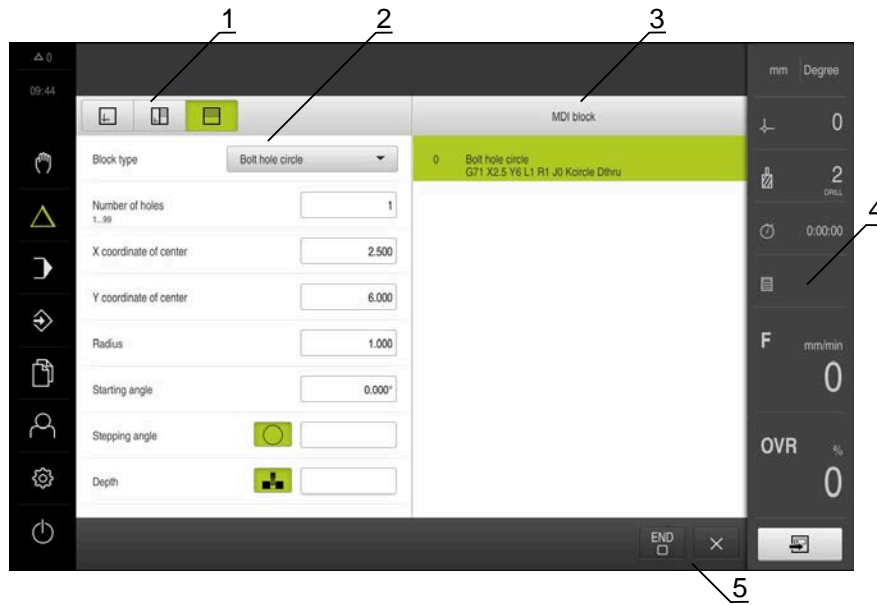 1
2
3
0
09:44
mm Degree
MDI block
0
Block type
Bolt hole circle
0 Bolt hole circle
G71 X2.5 Y6 L1 R1 J0 Kcircle Dthru
2
DRILL
Number of holes
1...99
1
4
0:00:00
X coordinate of center
2.500
Y coordinate of center
6.000
Radius
1.000
F mm/min
0
Starting angle
0.000°
Stepping angle
OVR %
0
Depth
END
5